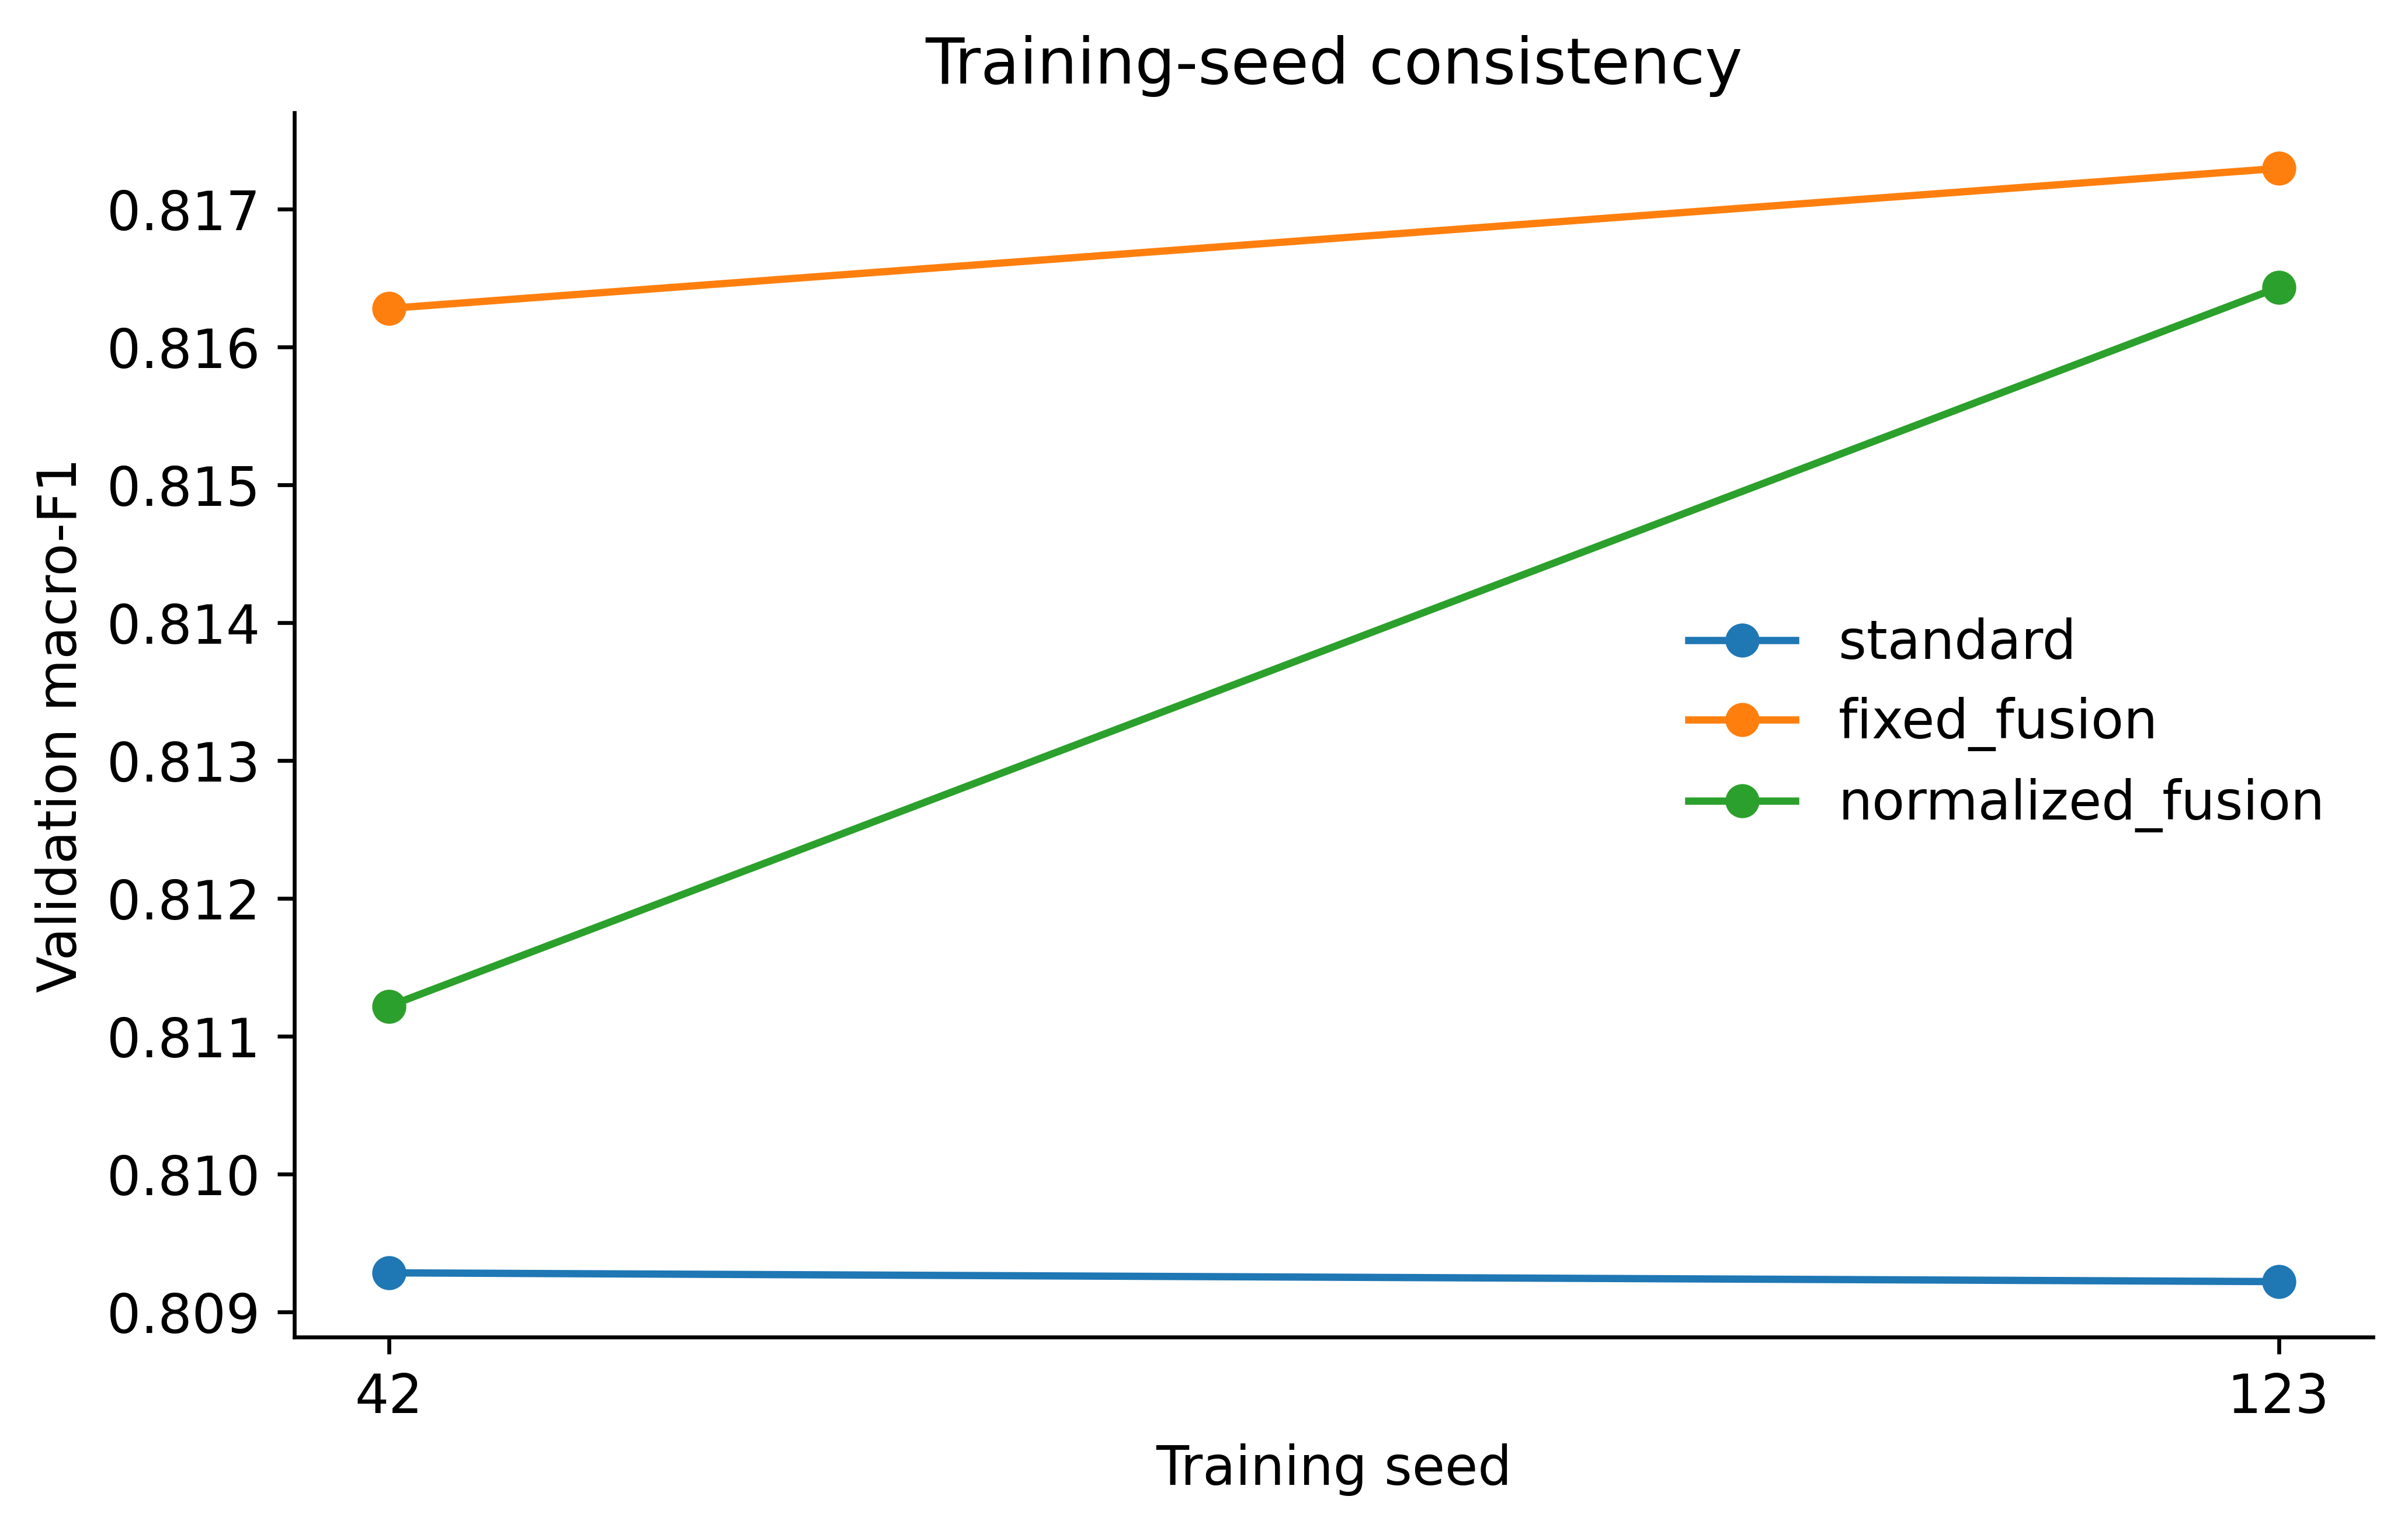 Training-seed consistency
Validation macro-F1
0.817
0.816
0.815
0.814
0.813
0.812
0.811
0.810
0.809
standard
fixed_fusion
normalized_fusion
42
123
Training seed